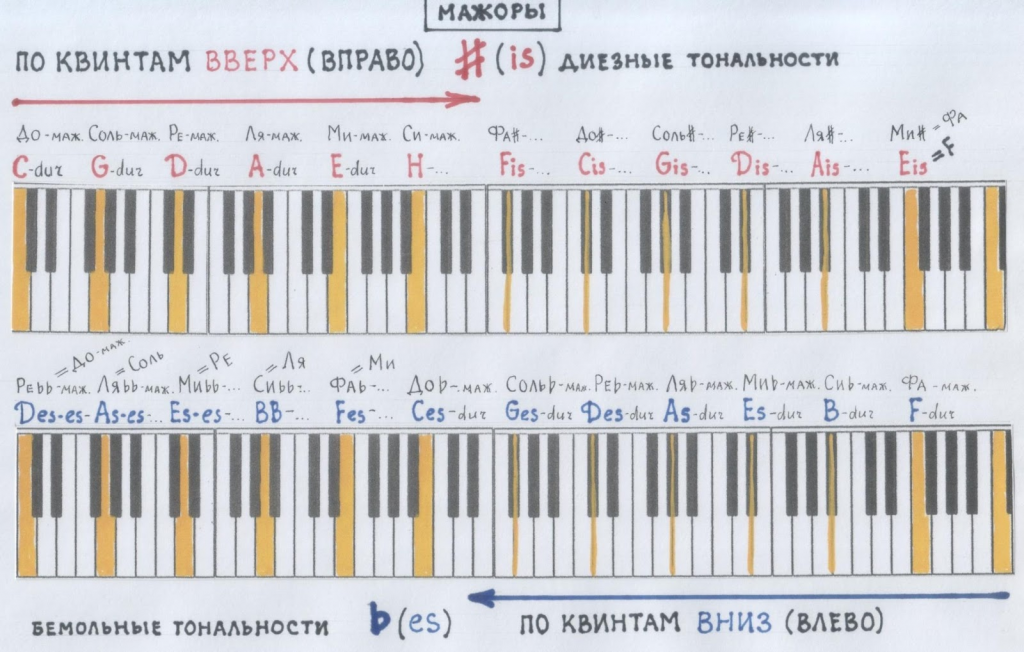 МАЖОРЫ
ПО КВИНТАМ ВВЕРХ (ВПРАВО) # (is) ДИЕЗНЫЕ ТОНАЛЬНОСТИ
ДО-маж. СОЛЬ-маж. РЕ-маж. ЛЯ-маж. МИ-маж. СИ-маж. ФА#-... ДО#-... СОЛЬ#-... РЕ#-... ЛЯ#-... МИ# =ФА
C-dur G-dur D-dur A-dur E-dur H-... Fis-... Cis-... Gis-... Dis-... Ais-... Eis =F
=ДО-маж. =СОЛЬ =РЕ =ЛЯ =МИ
РЕbb-маж. ЛЯbb-маж. МИbb-... СИbb-... ФАb-... ДОb-маж. СОЛЬb-маж. РЕb-маж. ЛЯb-маж. МИb-маж. СИb-маж. ФА-маж.
Des-es-... As-es-... Es-es-... BB-... Fes-... Ces-dur Ges-dur Des-dur As-dur Es-dur B-dur F-dur
БЕМОЛЬНЫЕ ТОНАЛЬНОСТИ b (es) ПО КВИНТАМ ВНИЗ (ВЛЕВО)